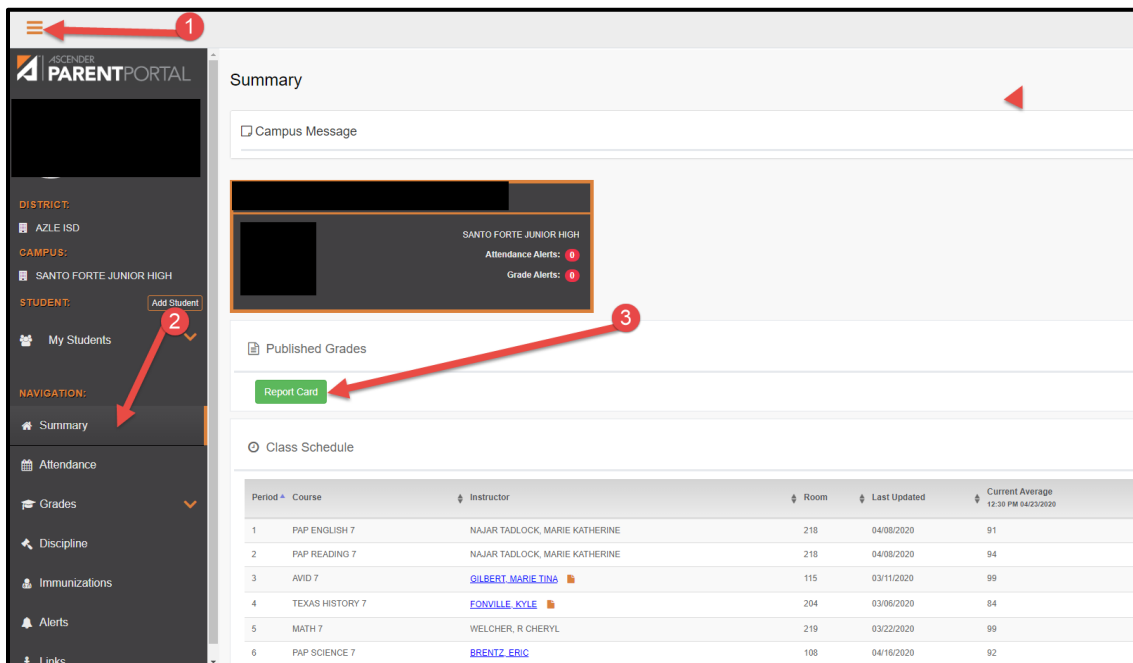 1
ASCENDER
PARENTPORTAL
DISTRICT:
AZLE ISD
CAMPUS:
SANTO FORTE JUNIOR HIGH
STUDENT: Add Student
2
My Students
NAVIGATION:
Summary
Attendance
Grades
Discipline
Immunizations
Alerts
Links
Summary
Campus Message
SANTO FORTE JUNIOR HIGH
Attendance Alerts: 0
Grade Alerts: 0
3
Published Grades
Report Card
Class Schedule
Period Course Instructor Room Last Updated Current Average
12:30 PM 04/23/2020
1 PAP ENGLISH 7 NAJAR TADLOCK, MARIE KATHERINE 218 04/08/2020 91
2 PAP READING 7 NAJAR TADLOCK, MARIE KATHERINE 218 04/08/2020 94
3 AVID 7 GILBERT, MARIE TINA 115 03/11/2020 99
4 TEXAS HISTORY 7 FONVILLE, KYLE 204 03/06/2020 84
5 MATH 7 WELCHER, R CHERYL 219 03/22/2020 99
6 PAP SCIENCE 7 BRENTZ, ERIC 108 04/16/2020 92